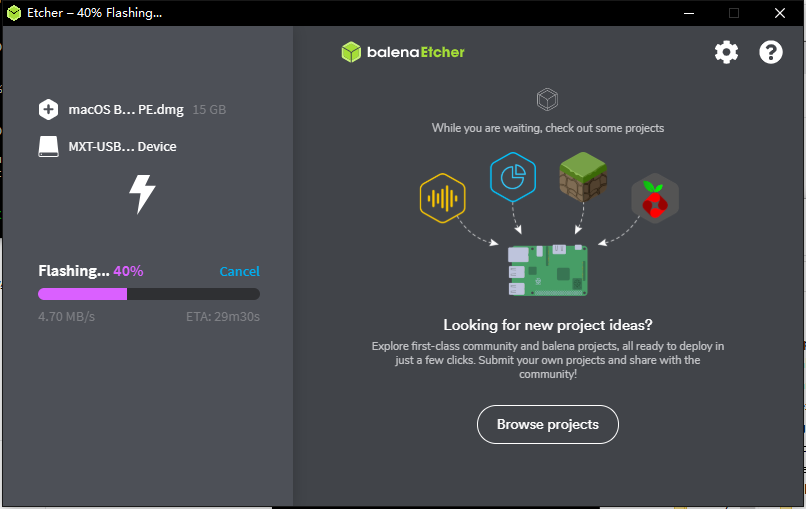 Etcher – 40% Flashing...
balenaEtcher
macOS B... PE.dmg 15 GB
MXT-USB... Device
Flashing... 40% Cancel
4.70 MB/s ETA: 29m30s
While you are waiting, check out some projects
Looking for new project ideas?
Explore first-class community and balena projects, all ready to deploy in
just a few clicks. Submit your own projects and share with the
community!
Browse projects